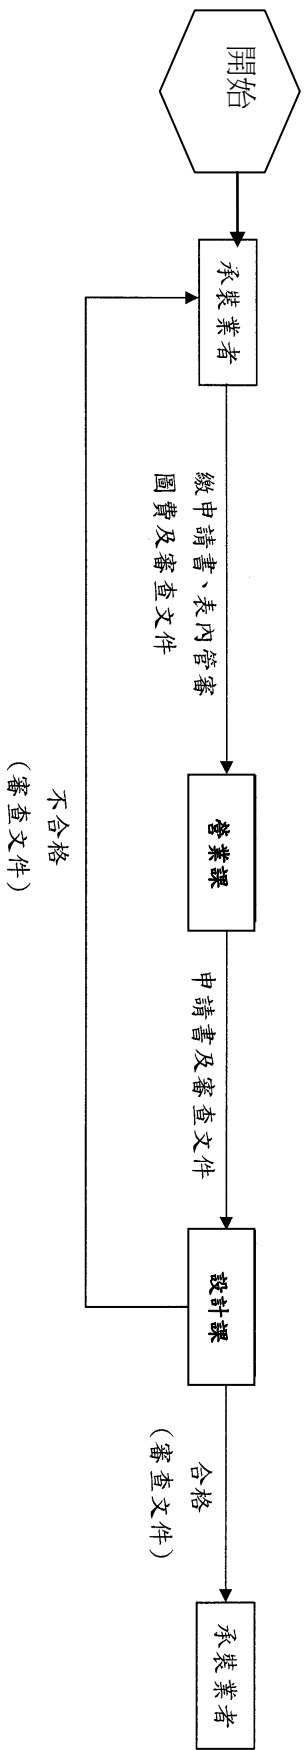 開始
承裝業者
繳申請書、表內管審
圖費及審查文件
營業課
申請書及審查文件
設計課
合格
(審查文件)
承裝業者
不合格
(審查文件)